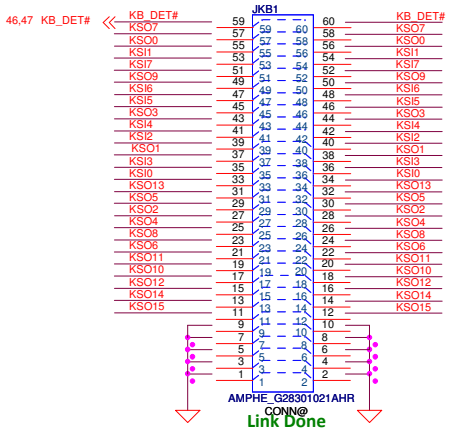 JKB1
46,47 KB_DET# KB_DET# 59 59 60 60 KB_DET#
KSO7 57 57 58 58 KSO7
KSO0 55 55 56 56 KSO0
KSI1 53 53 54 54 KSI1
KSI7 51 51 52 52 KSI7
KSO9 49 49 50 50 KSO9
KSI6 47 47 48 48 KSI6
KSI5 45 45 46 46 KSI5
KSO3 43 43 44 44 KSO3
KSI4 41 41 42 42 KSI4
KSI2 39 39 40 40 KSI2
KSO1 37 37 38 38 KSO1
KSI3 35 35 36 36 KSI3
KSI0 33 33 34 34 KSI0
KSO13 31 31 32 32 KSO13
KSO5 29 29 30 30 KSO5
KSO2 27 27 28 28 KSO2
KSO4 25 25 26 26 KSO4
KSO8 23 23 24 24 KSO8
KSO6 21 21 22 22 KSO6
KSO11 19 19 20 20 KSO11
KSO10 17 17 18 18 KSO10
KSO12 15 15 16 16 KSO12
KSO14 13 13 14 14 KSO14
KSO15 11 11 12 12 KSO15
9 9 10 10
7 7 8 8
5 5 6 6
3 3 4 4
1 1 2 2
AMPHE_G28301021AHR
CONN@
Link Done